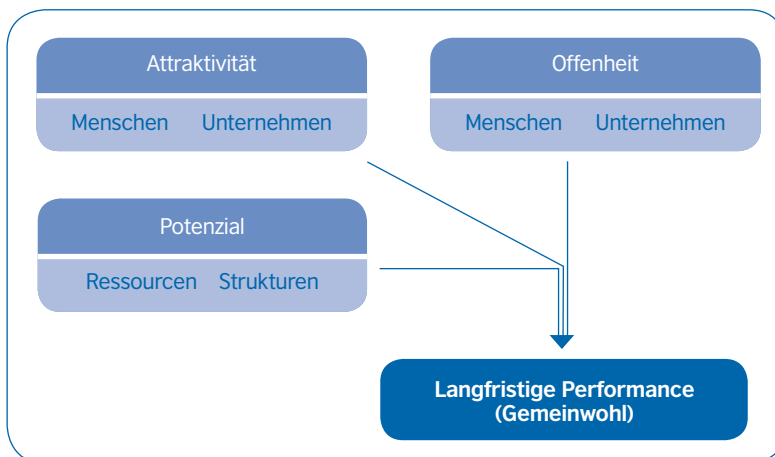 Attraktivität
Menschen Unternehmen
Offenheit
Menschen Unternehmen
Potenzial
Ressourcen Strukturen
Langfristige Performance
(Gemeinwohl)